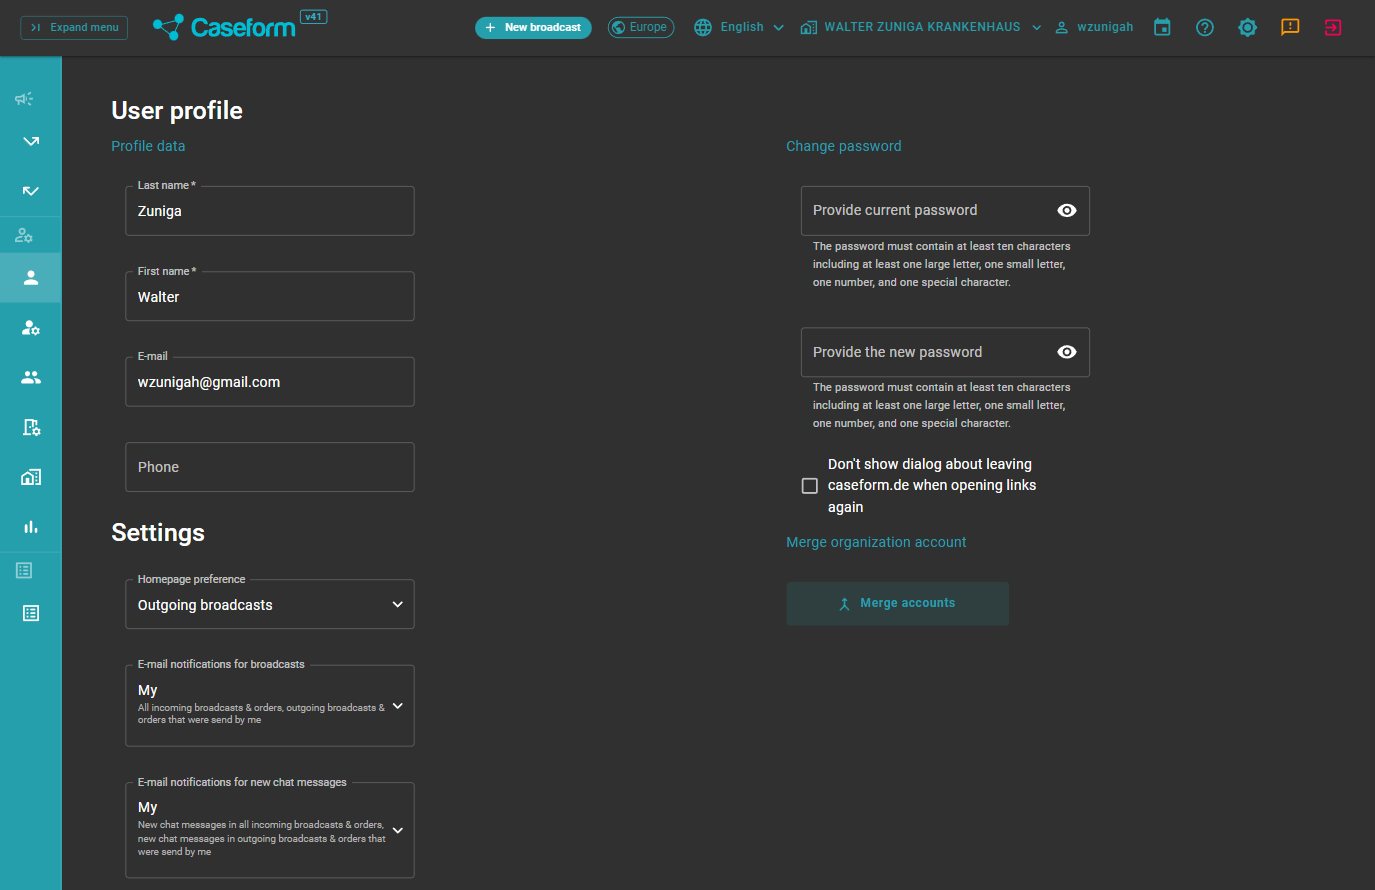 Expand menu
Caseform
v41
New broadcast
Europe
English
WALTER ZUNIGA KRANKENHAUS
wzunigah
User profile
Profile data
Last name *
Zuniga
First name *
Walter
E-mail
wzunigah@gmail.com
Phone
Settings
Homepage preference
Outgoing broadcasts
E-mail notifications for broadcasts
My
All incoming broadcasts & orders, outgoing broadcasts &
orders that were send by me
E-mail notifications for new chat messages
My
New chat messages in all incoming broadcasts & orders,
new chat messages in outgoing broadcasts & orders that
were send by me
Change password
Provide current password
The password must contain at least ten characters
including at least one large letter, one small letter,
one number, and one special character.
Provide the new password
The password must contain at least ten characters
including at least one large letter, one small letter,
one number, and one special character.
Don't show dialog about leaving
caseform.de when opening links
again
Merge organization account
Merge accounts